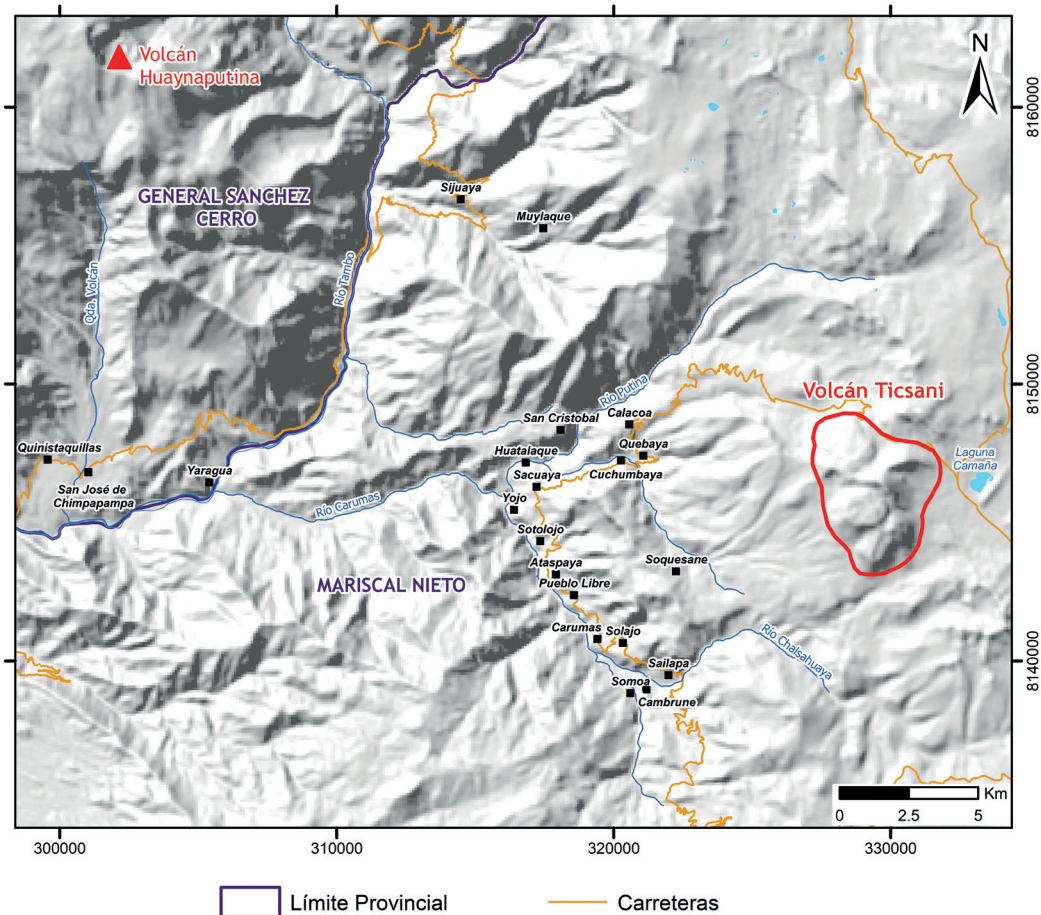 Volcán
Huaynaputina
N
8160000
GENERAL SANCHEZ
CERRO
Sijuaya
Muylaque
Qda. Volcán
Río Tambo
8150000
Río Putina
Volcán Ticsani
San Cristobal
Calacoa
Quinistaquillas
Huatalaque
Quebaya
Laguna
Camaña
San José de
Chimpapampa
Yaragua
Sacuaya
Cuchumbaya
Río Carumas
Yojo
Sotolojo
Ataspaya
Soquesane
MARISCAL NIETO
Pueblo Libre
Carumas
Solajo
Río Chalsahuaya
8140000
Sailapa
Somoa
Cambrune
Km
0 2.5 5
300000 310000 320000 330000
Límite Provincial
Carreteras